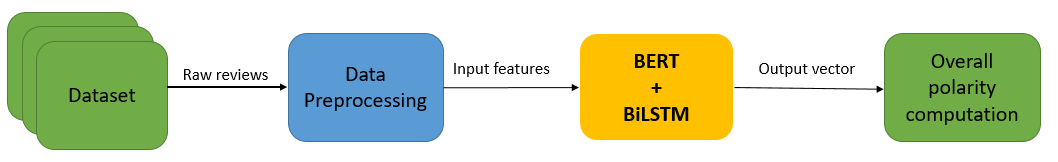 Dataset
Raw reviews
Data
Preprocessing
Input features
BERT
+
BiLSTM
Output vector
Overall
polarity
computation